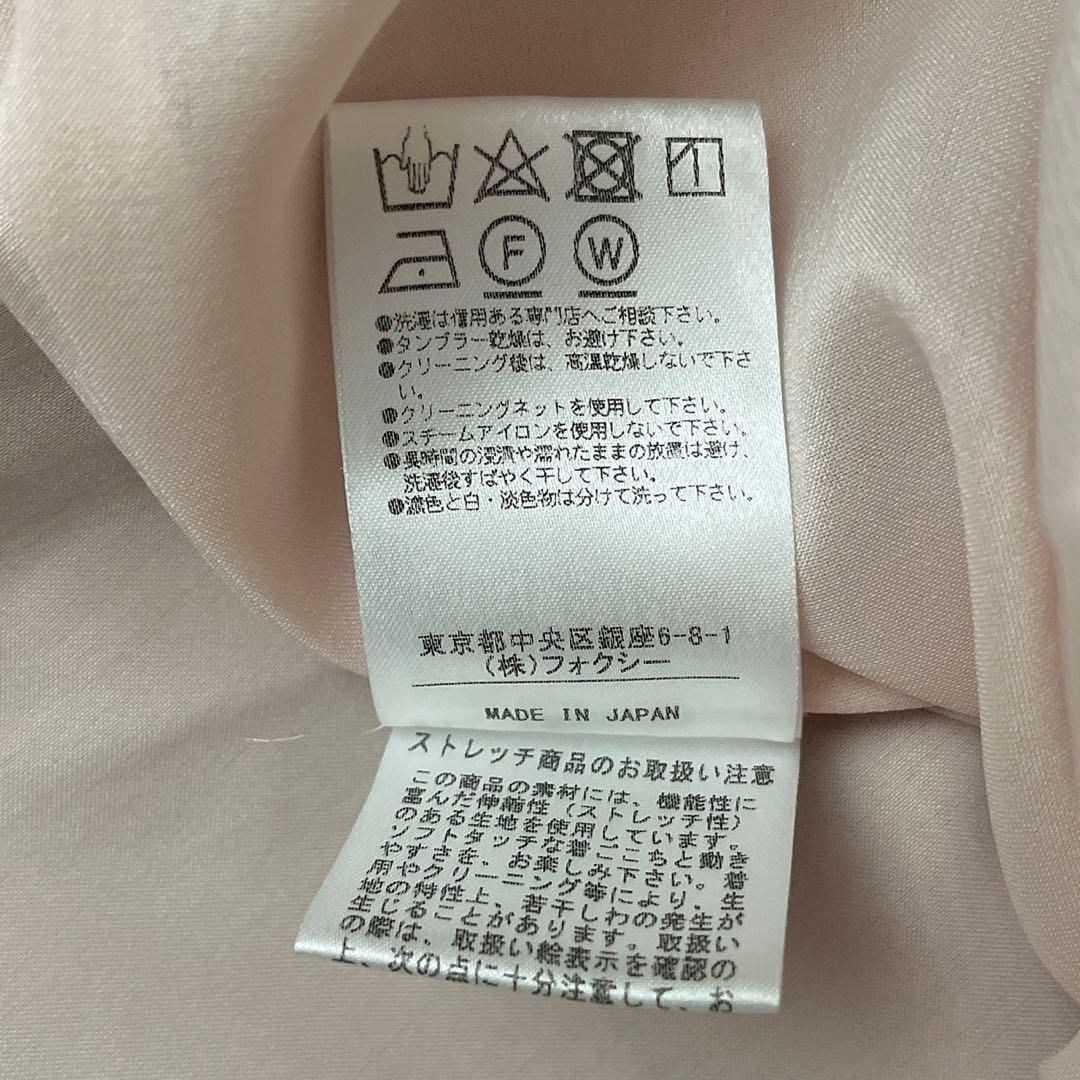 F W
●洗濯は信用ある専門店へご相談下さい。
●タンブラー乾燥は、お避け下さい。
●クリーニング後は、高温乾燥しないで下さ
い。
●クリーニングネットを使用して下さい。
●スチームアイロンを使用しないで下さい。
●長時間の浸漬や濡れたままの放置は避け、
洗濯後すばやく干して下さい。
●濃色と白・淡色物は分けて洗って下さい。
東京都中央区銀座6-8-1
(株)フォクシー
MADE IN JAPAN
ストレッチ商品のお取扱い注意
この商品の素材には、機能性に
富んだ伸縮性(ストレッチ性)
のある生地を使用しています。
ソフトタッチな着ごこちと動き
やすさを、お楽しみ下さい。着
用やクリーニング等により、生
地の特性上、若干しわの発生が
生じることがあります。取扱い
の際は、取扱い絵表示を確認の
上、次の点に十分注意して、お